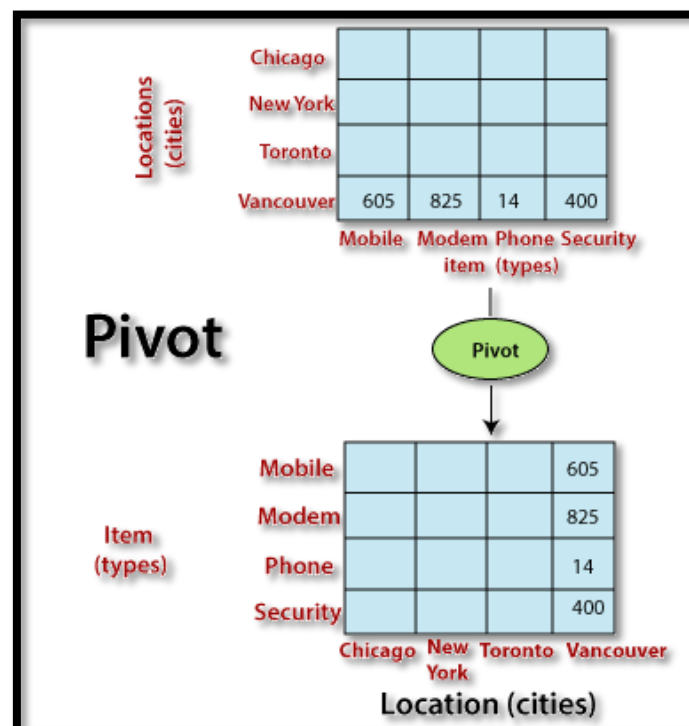 Locations
(cities)
Chicago
New York
Toronto
Vancouver 605 825 14 400
Mobile Modem Phone Security
item (types)
Pivot
Pivot
Item
(types)
Mobile 605
Modem 825
Phone 14
Security 400
Chicago New York Toronto Vancouver
Location (cities)